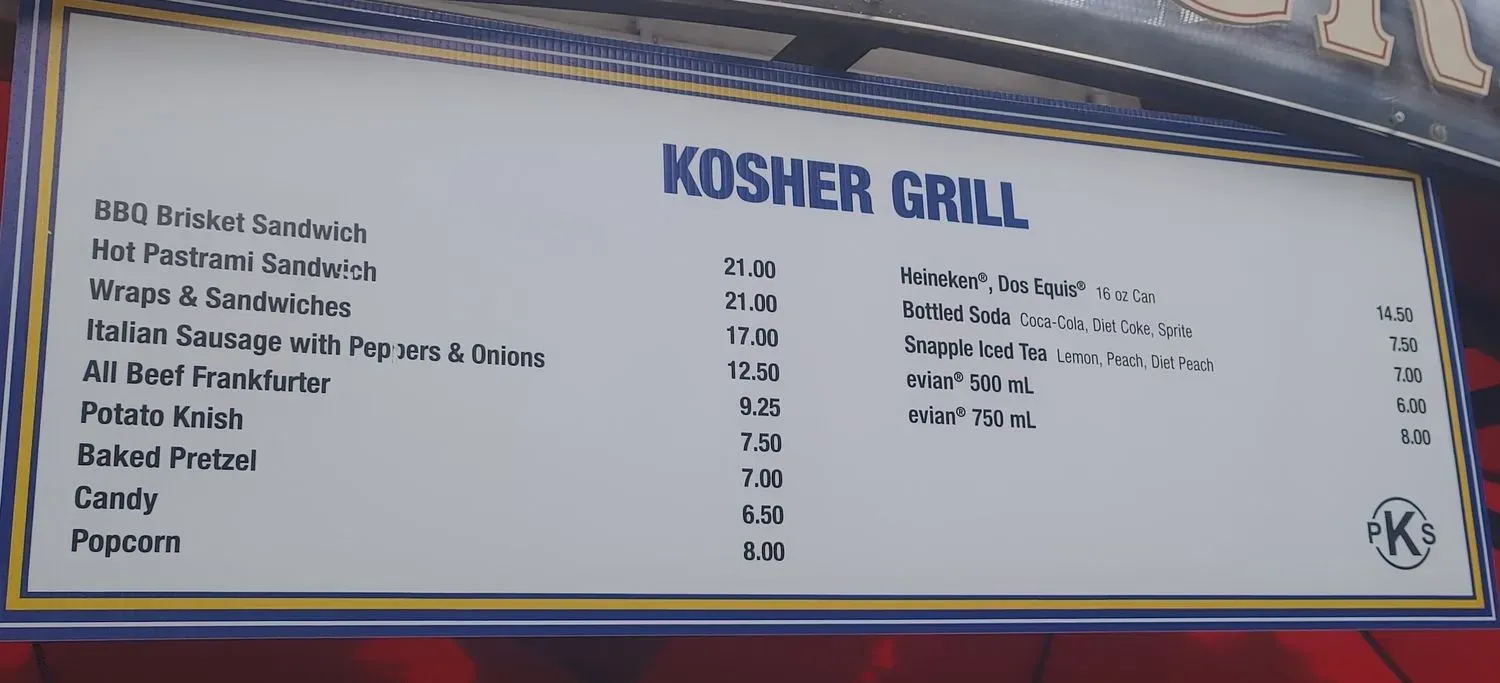 KOSHER GRILL
BBQ Brisket Sandwich 21.00
Hot Pastrami Sandwich 21.00
Wraps & Sandwiches 17.00
Italian Sausage with Peppers & Onions 12.50
All Beef Frankfurter 9.25
Potato Knish 7.50
Baked Pretzel 7.00
Candy 6.50
Popcorn 8.00
Heineken®, Dos Equis® 16 oz Can 14.50
Bottled Soda Coca-Cola, Diet Coke, Sprite 7.50
Snapple Iced Tea Lemon, Peach, Diet Peach 7.00
evian® 500 mL 6.00
evian® 750 mL 8.00
PKS